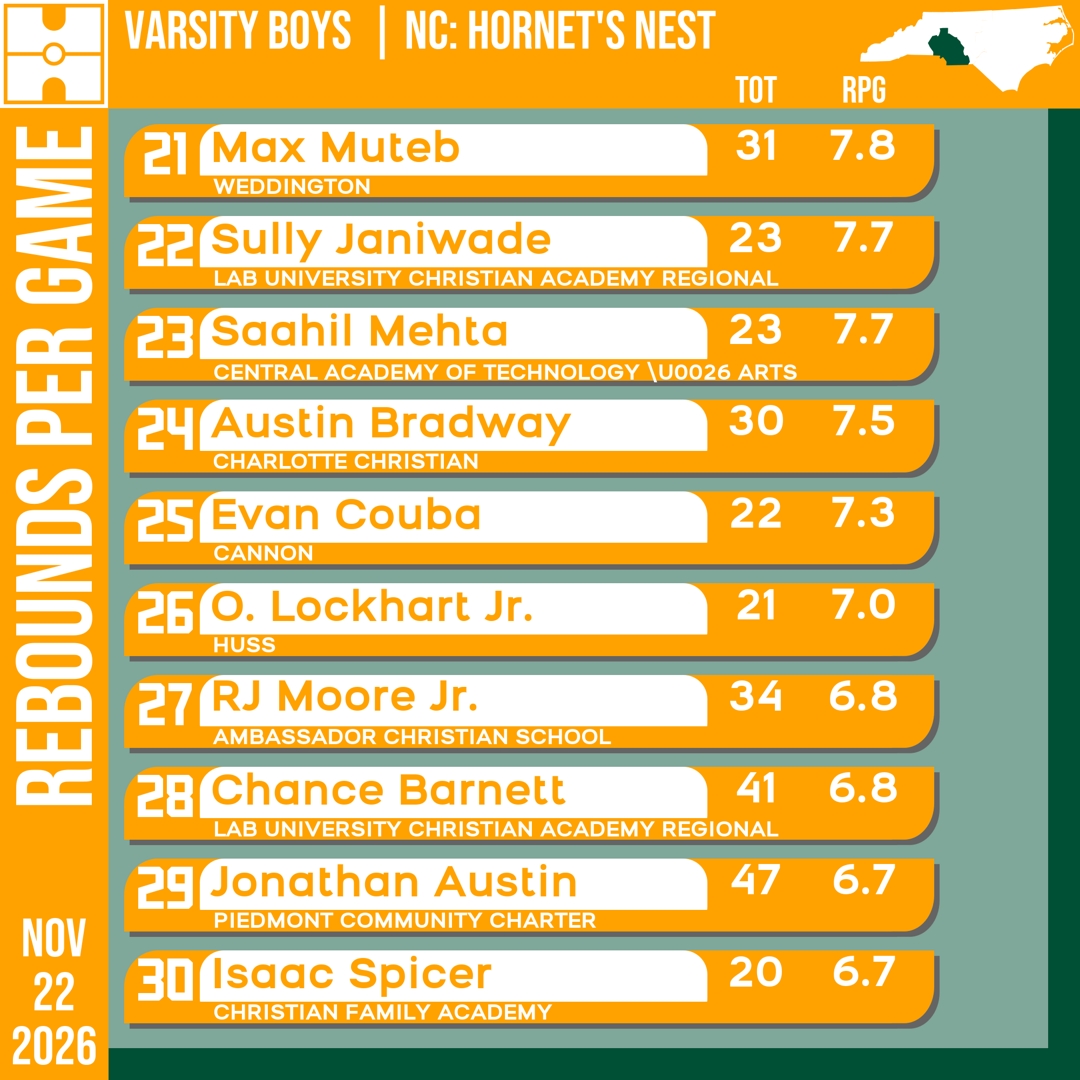 VARSITY BOYS | NC: HORNET'S NEST
TOT RPG
REBOUNDS PER GAME
21 Max Muteb 31 7.8
WEDDINGTON
22 Sully Janiwade 23 7.7
LAB UNIVERSITY CHRISTIAN ACADEMY REGIONAL
23 Saahil Mehta 23 7.7
CENTRAL ACADEMY OF TECHNOLOGY \U0026 ARTS
24 Austin Bradway 30 7.5
CHARLOTTE CHRISTIAN
25 Evan Couba 22 7.3
CANNON
26 O. Lockhart Jr. 21 7.0
HUSS
27 RJ Moore Jr. 34 6.8
AMBASSADOR CHRISTIAN SCHOOL
28 Chance Barnett 41 6.8
LAB UNIVERSITY CHRISTIAN ACADEMY REGIONAL
29 Jonathan Austin 47 6.7
PIEDMONT COMMUNITY CHARTER
30 Isaac Spicer 20 6.7
CHRISTIAN FAMILY ACADEMY
NOV
22
2026